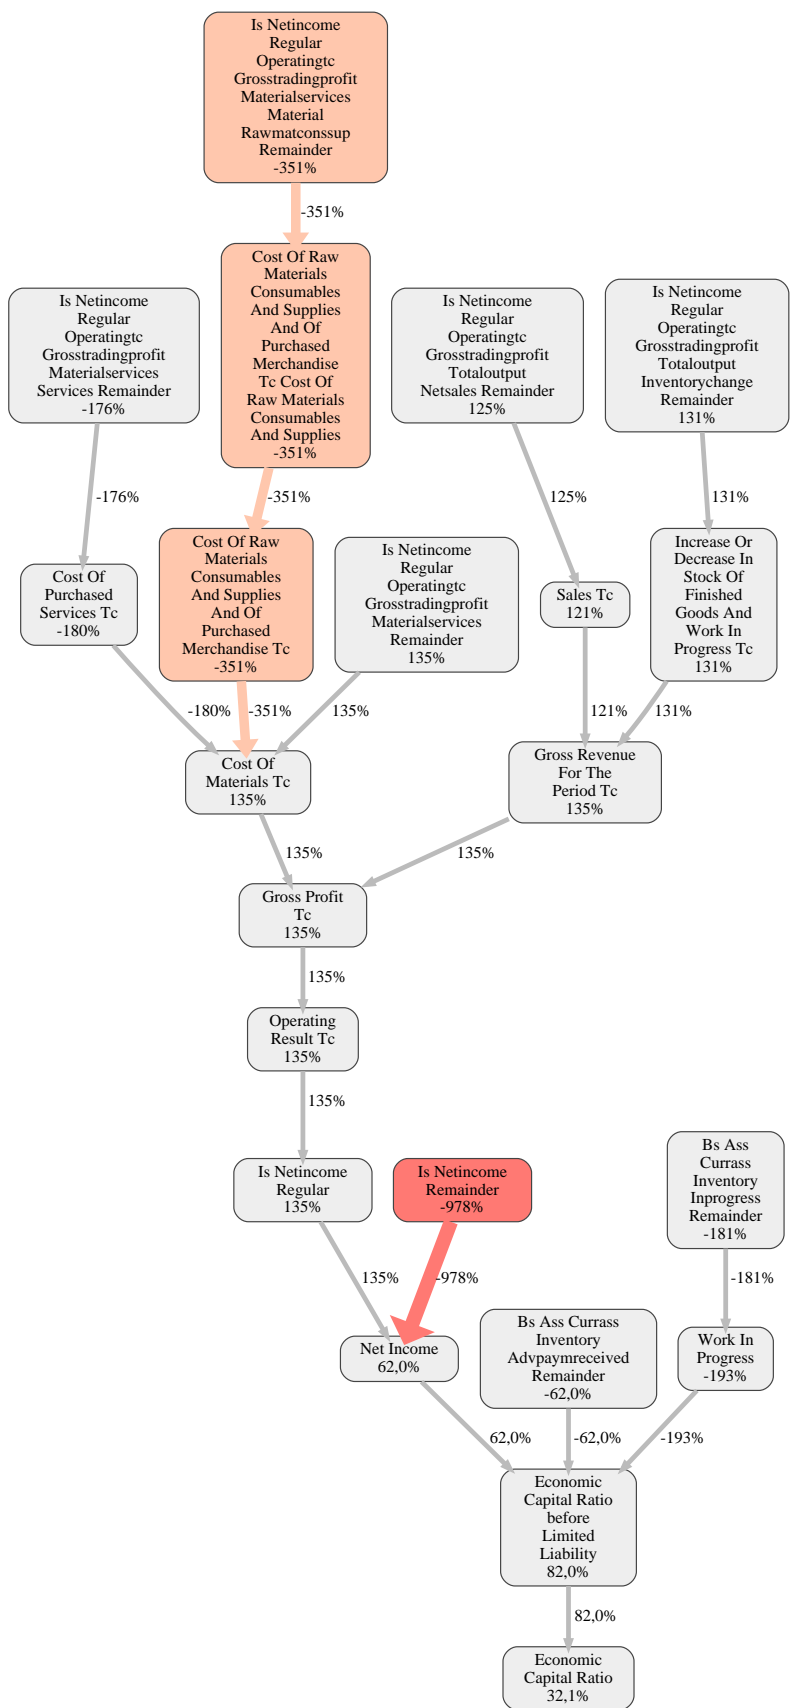 Is Netincome
Regular
Operatingtc
Grosstradingprofit
Materialservices
Material
Rawmatconssup
Remainder
-351%
-351%
Cost Of Raw
Materials
Consumables
And Supplies
And Of
Purchased
Merchandise
Tc Cost Of
Raw Materials
Consumables
And Supplies
-351%
Is Netincome
Regular
Operatingtc
Grosstradingprofit
Materialservices
Services Remainder
-176%
Is Netincome
Regular
Operatingtc
Grosstradingprofit
Totaloutput
Netsales Remainder
125%
Is Netincome
Regular
Operatingtc
Grosstradingprofit
Totaloutput
Inventorychange
Remainder
131%
-176%
-351%
125%
131%
Cost Of
Purchased
Services Tc
-180%
Cost Of Raw
Materials
Consumables
And Supplies
And Of
Purchased
Merchandise Tc
-351%
Is Netincome
Regular
Operatingtc
Grosstradingprofit
Materialservices
Remainder
135%
Sales Tc
121%
Increase Or
Decrease In
Stock Of
Finished
Goods And
Work In
Progress Tc
131%
-180%
-351%
135%
121%
131%
Cost Of
Materials Tc
135%
Gross Revenue
For The
Period Tc
135%
135%
135%
Gross Profit
Tc
135%
135%
Operating
Result Tc
135%
135%
Is Netincome
Regular
135%
Is Netincome
Remainder
-978%
Bs Ass
Currass
Inventory
Inprogress
Remainder
-181%
135%
-978%
-181%
Net Income
62,0%
Bs Ass Currass
Inventory
Advpaymreceived
Remainder
-62,0%
Work In
Progress
-193%
62,0%
-62,0%
-193%
Economic
Capital Ratio
before
Limited
Liability
82,0%
82,0%
Economic
Capital Ratio
32,1%